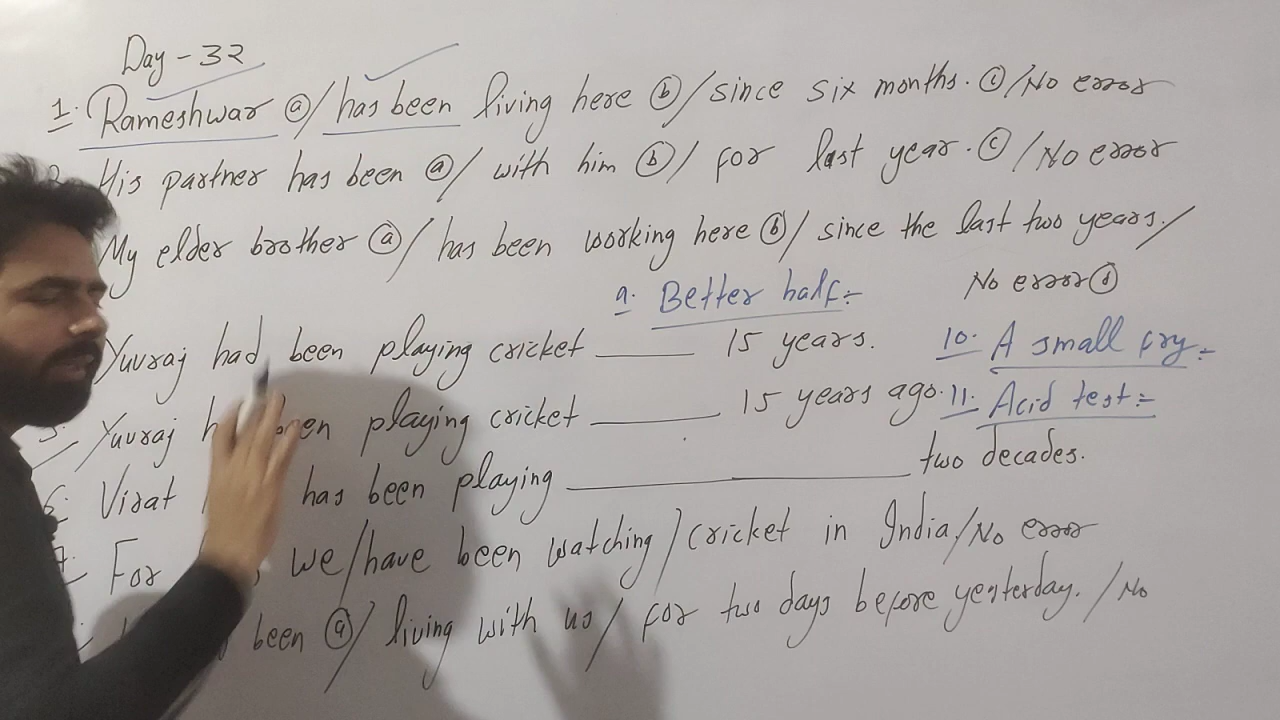 Day - 32
1. Rameshwar (a)/ has been living here (b)/ since six months. (c)/No error
His partner has been (a)/ with him (b)/ for last year. (c)/No error
My elder brother (a)/ has been working here (b)/ since the last two years./
No error (d)
9. Better half:-
Yuvraj had been playing cricket ______ 15 years.
10. A small fry:-
5. Yuvraj been playing cricket ______ 15 years ago.
11. Acid test:-
6. Virat has been playing ______ two decades.
7. For we/have been watching/cricket in India/No error
been (a)/ living with us/ for two days before yesterday. /No